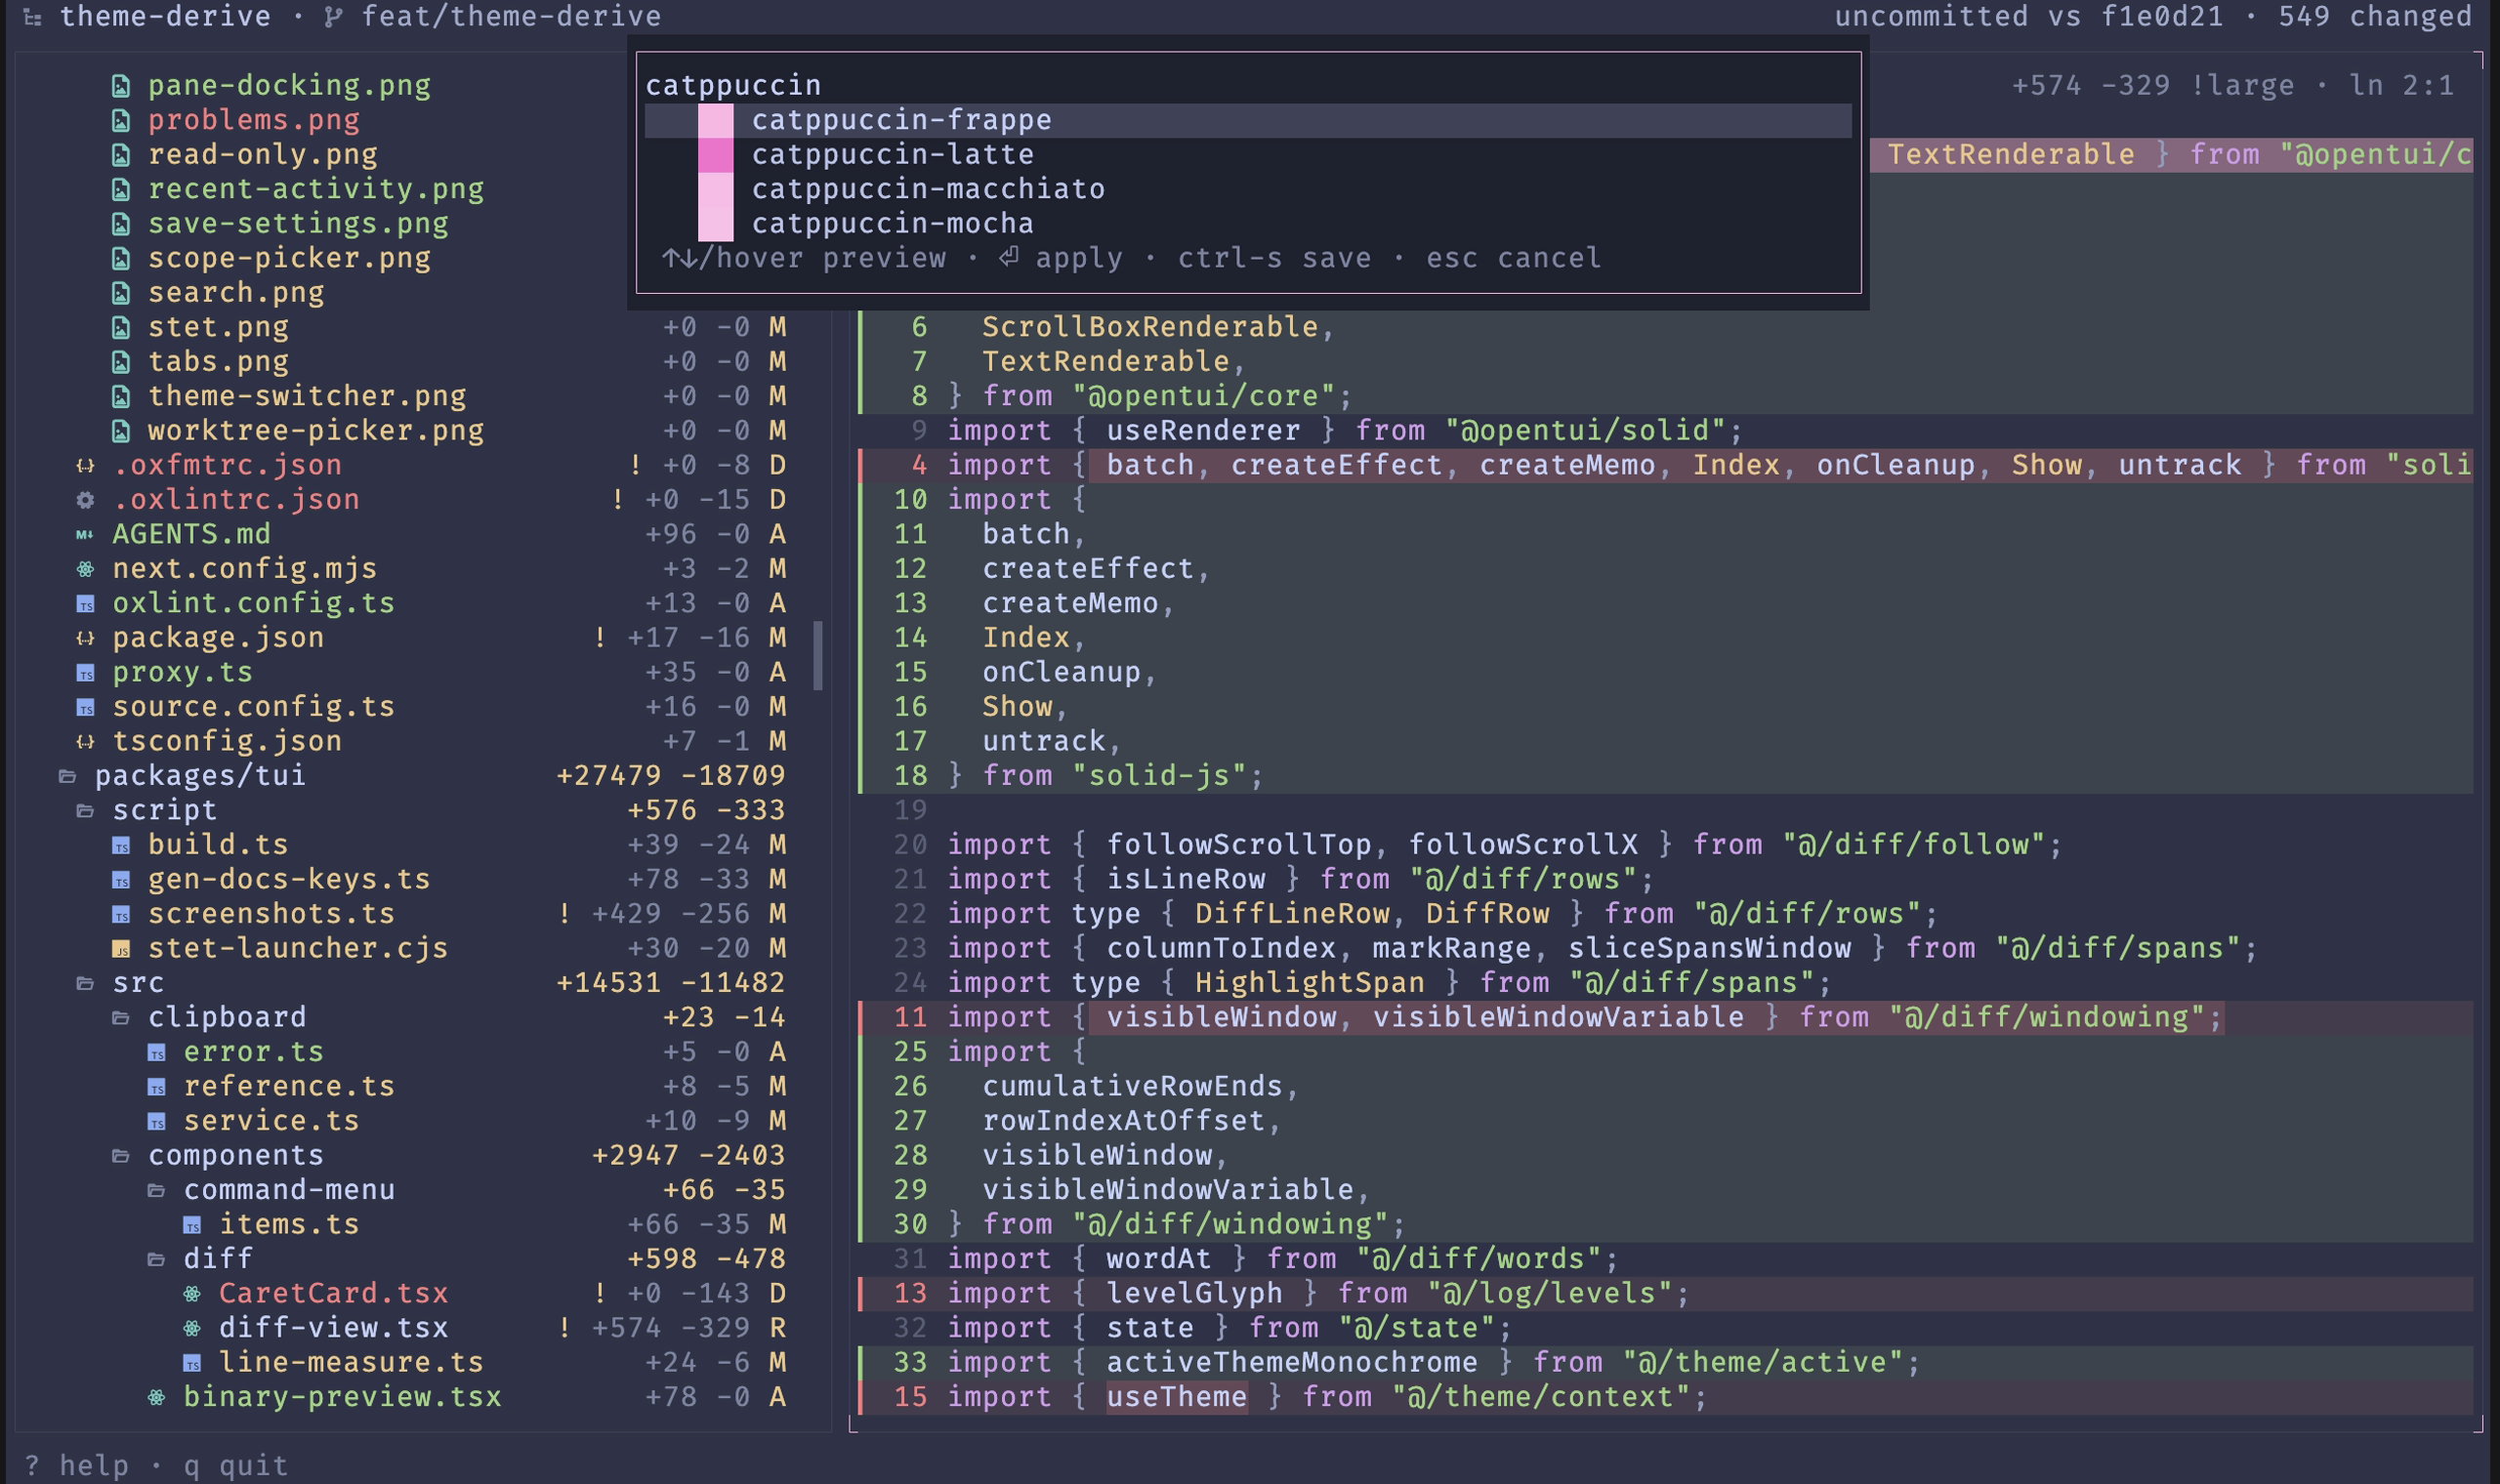 theme-derive · feat/theme-derive
uncommitted vs f1e0d21 · 549 changed
pane-docking.png
problems.png
read-only.png
recent-activity.png
save-settings.png
scope-picker.png
search.png
stet.png +0 -0 M
tabs.png +0 -0 M
theme-switcher.png +0 -0 M
worktree-picker.png +0 -0 M
{··} .oxfmtrc.json ! +0 -8 D
.oxlintrc.json ! +0 -15 D
M↓ AGENTS.md +96 -0 A
next.config.mjs +3 -2 M
TS oxlint.config.ts +13 -0 A
{··} package.json ! +17 -16 M
TS proxy.ts +35 -0 A
TS source.config.ts +16 -0 M
{··} tsconfig.json +7 -1 M
packages/tui +27479 -18709
script +576 -333
TS build.ts +39 -24 M
TS gen-docs-keys.ts +78 -33 M
TS screenshots.ts ! +429 -256 M
JS stet-launcher.cjs +30 -20 M
src +14531 -11482
clipboard +23 -14
TS error.ts +5 -0 A
TS reference.ts +8 -5 M
TS service.ts +10 -9 M
components +2947 -2403
command-menu +66 -35
TS items.ts +66 -35 M
diff +598 -478
CaretCard.tsx ! +0 -143 D
diff-view.tsx ! +574 -329 R
TS line-measure.ts +24 -6 M
binary-preview.tsx +78 -0 A
catppuccin
catppuccin-frappe
catppuccin-latte
catppuccin-macchiato
catppuccin-mocha
↑↓/hover preview · ⏎ apply · ctrl-s save · esc cancel
+574 -329 !large · ln 2:1
TextRenderable } from "@opentui/c
6 ScrollBoxRenderable,
7 TextRenderable,
8 } from "@opentui/core";
9 import { useRenderer } from "@opentui/solid";
4 import { batch, createEffect, createMemo, Index, onCleanup, Show, untrack } from "soli
10 import {
11 batch,
12 createEffect,
13 createMemo,
14 Index,
15 onCleanup,
16 Show,
17 untrack,
18 } from "solid-js";
19
20 import { followScrollTop, followScrollX } from "@/diff/follow";
21 import { isLineRow } from "@/diff/rows";
22 import type { DiffLineRow, DiffRow } from "@/diff/rows";
23 import { columnToIndex, markRange, sliceSpansWindow } from "@/diff/spans";
24 import type { HighlightSpan } from "@/diff/spans";
11 import { visibleWindow, visibleWindowVariable } from "@/diff/windowing";
25 import {
26 cumulativeRowEnds,
27 rowIndexAtOffset,
28 visibleWindow,
29 visibleWindowVariable,
30 } from "@/diff/windowing";
31 import { wordAt } from "@/diff/words";
13 import { levelGlyph } from "@/log/levels";
32 import { state } from "@/state";
33 import { activeThemeMonochrome } from "@/theme/active";
15 import { useTheme } from "@/theme/context";
? help · q quit